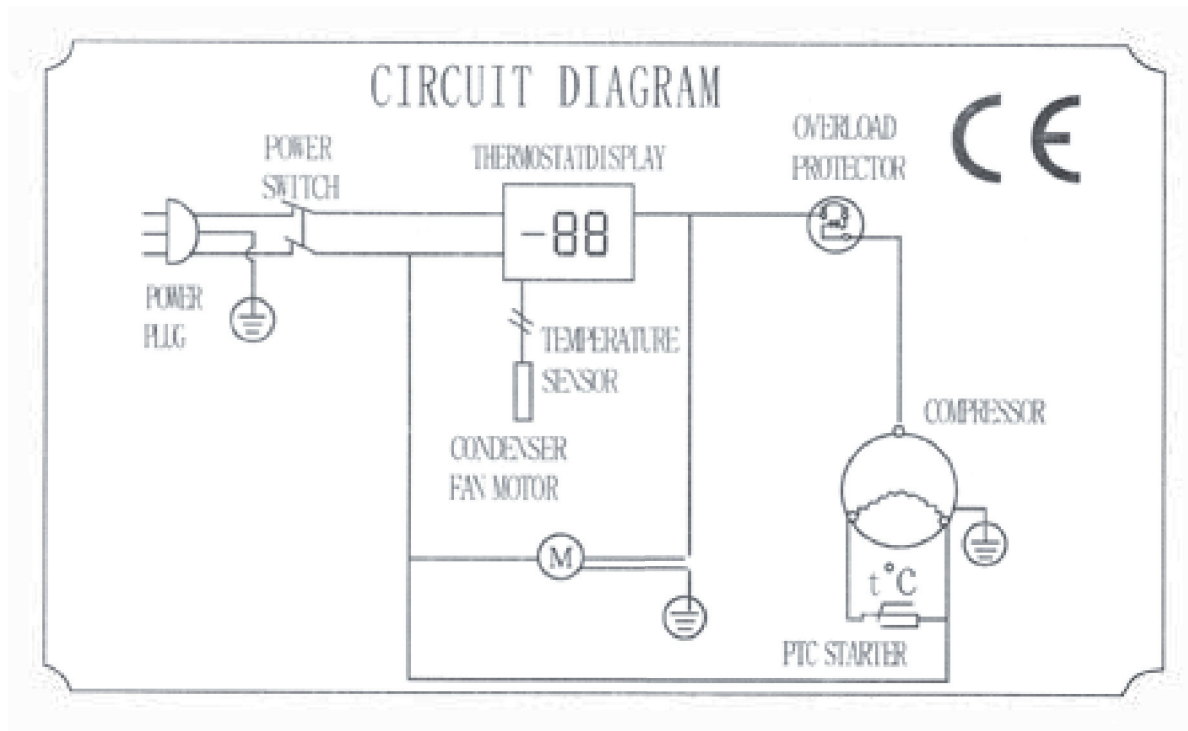 CIRCUIT DIAGRAM
CE
POWER
SWITCH
THERMOSTATDISPLAY
OVERLOAD
PROTECTOR
-88
POWER
PLUG
TEMPERATURE
SENSOR
CONDENSER
FAN MOTOR
COMPRESSOR
M
t°C
PTC STARTER